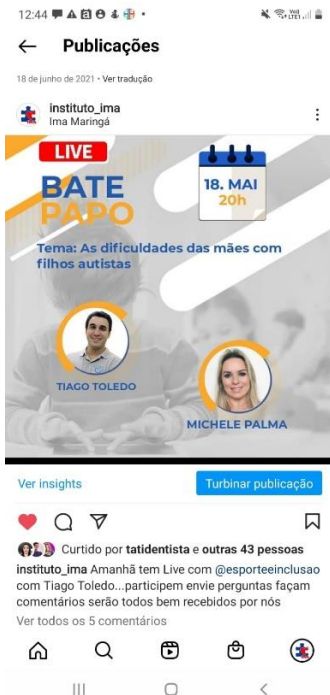 12:44
Publicações
18 de junho de 2021 • Ver tradução
instituto_ima
Ima Maringá
LIVE
BATE
PAPO
18. MAI
20h
Tema: As dificuldades das mães com
filhos autistas
TIAGO TOLEDO
MICHELE PALMA
Ver insights
Turbinar publicação
Curtido por tatidentista e outras 43 pessoas
instituto_ima Amanhã tem Live com @esporteeinclusao
com Tiago Toledo...participem envie perguntas façam
comentários serão todos bem recebidos por nós
Ver todos os 5 comentários